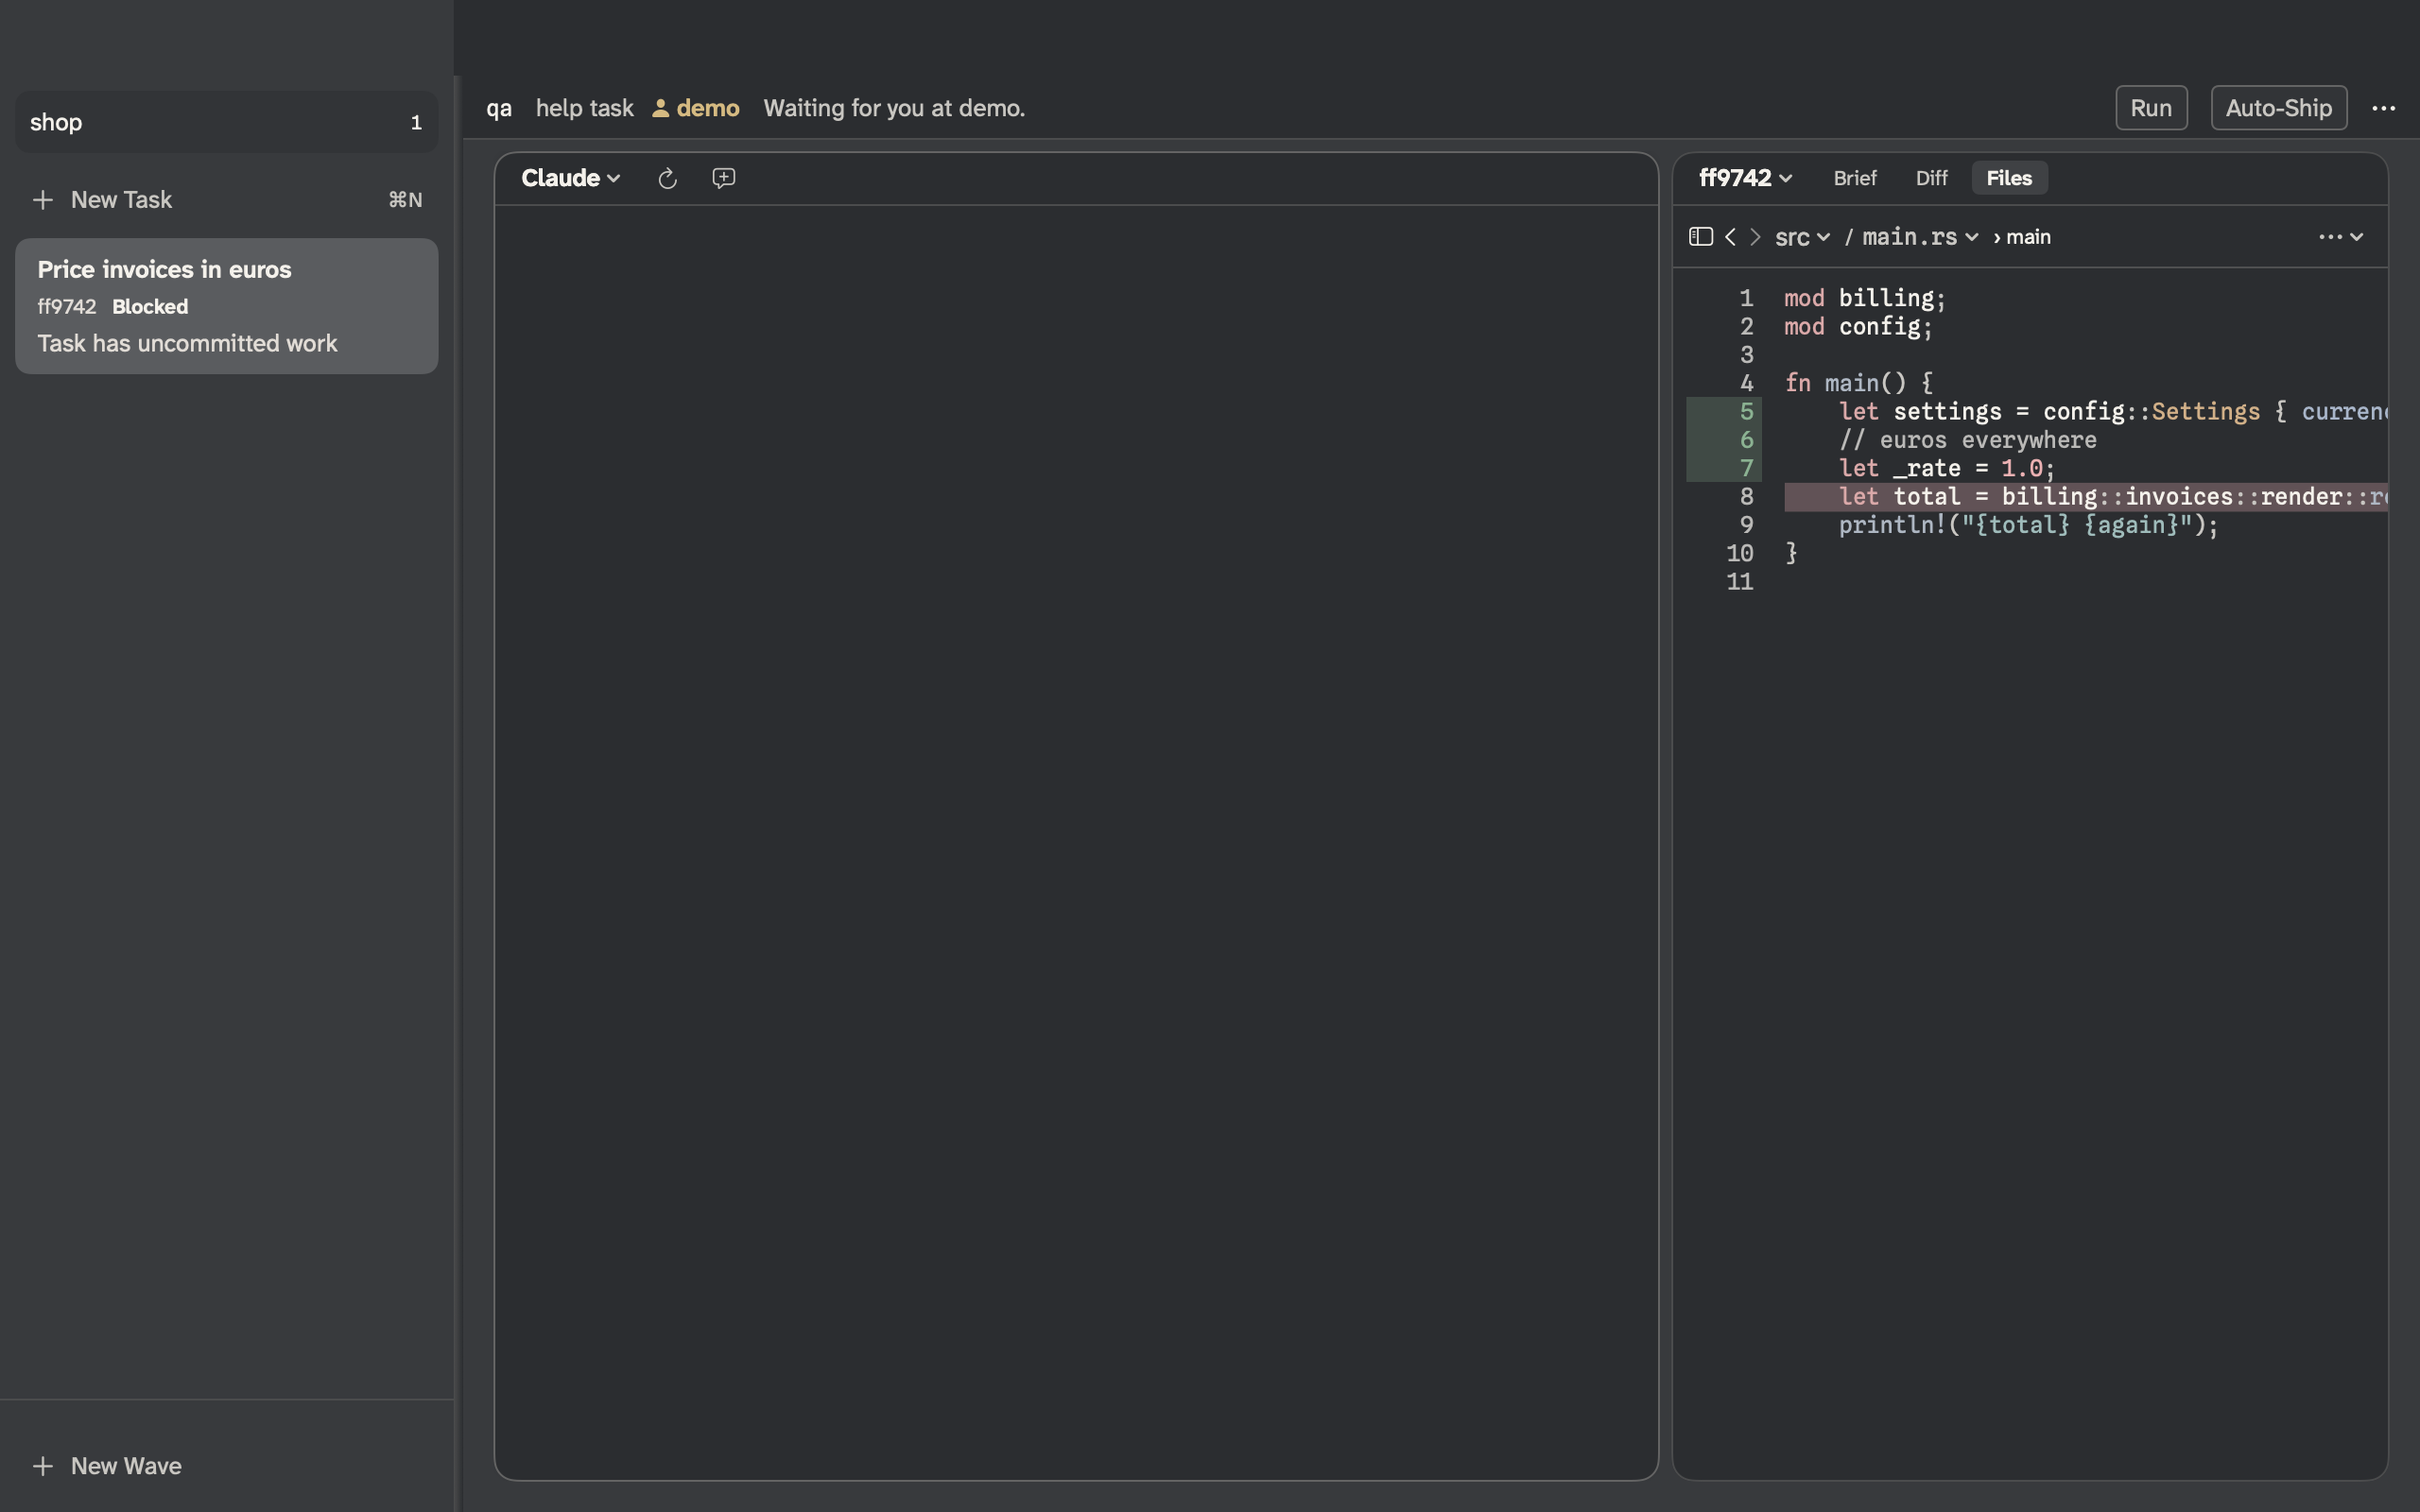 shop 1
New Task ⌘N
Price invoices in euros
ff9742 Blocked
Task has uncommitted work
New Wave
qa help task demo Waiting for you at demo.
Run Auto-Ship
Claude
ff9742 Brief Diff Files
src / main.rs › main
1 mod billing;
2 mod config;
3
4 fn main() {
5 let settings = config::Settings { curren
6 // euros everywhere
7 let _rate = 1.0;
8 let total = billing::invoices::render::r
9 println!("{total} {again}");
10 }
11